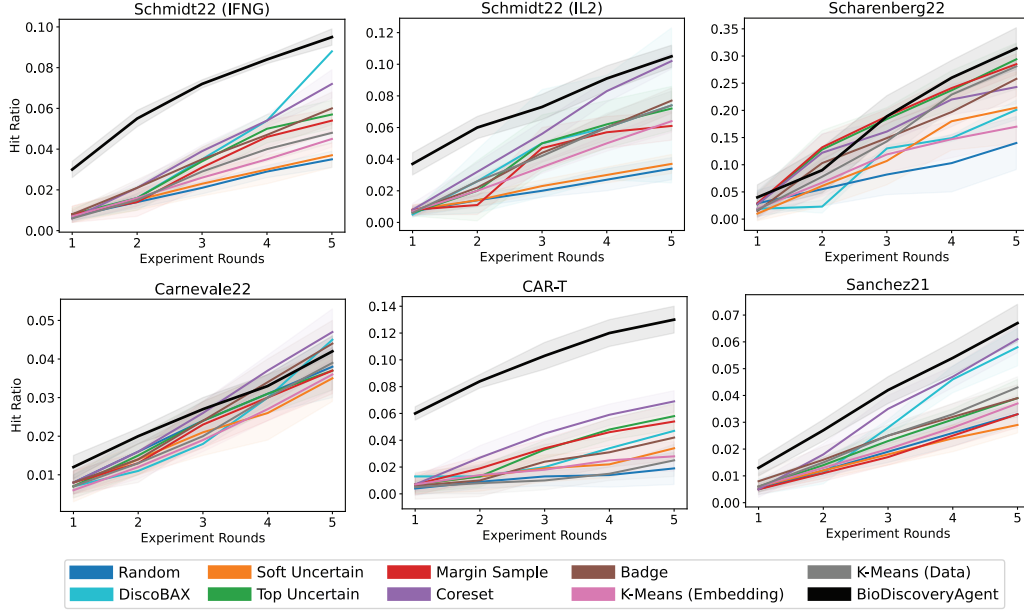 Schmidt22 (IFNG)
Schmidt22 (IL2)
Scharenberg22
Hit Ratio
0.10
0.08
0.06
0.04
0.02
0.00
0.12
0.10
0.08
0.06
0.04
0.02
0.00
0.35
0.30
0.25
0.20
0.15
0.10
0.05
0.00
1 2 3 4 5
1 2 3 4 5
1 2 3 4 5
Experiment Rounds
Experiment Rounds
Experiment Rounds
Carnevale22
CAR-T
Sanchez21
Hit Ratio
0.05
0.04
0.03
0.02
0.01
0.14
0.12
0.10
0.08
0.06
0.04
0.02
0.00
0.07
0.06
0.05
0.04
0.03
0.02
0.01
0.00
1 2 3 4 5
1 2 3 4 5
1 2 3 4 5
Experiment Rounds
Experiment Rounds
Experiment Rounds
Random
Soft Uncertain
Margin Sample
Badge
K-Means (Data)
DiscoBAX
Top Uncertain
Coreset
K-Means (Embedding)
BioDiscoveryAgent